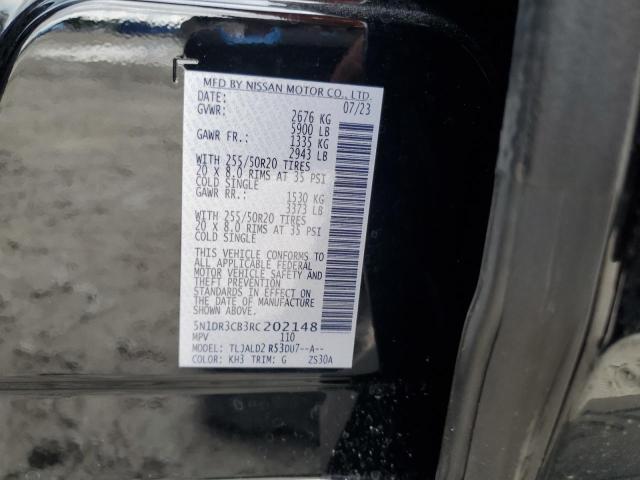 MFD BY NISSAN MOTOR CO., LTD.
DATE: 07/23
GVWR: 2676 KG
5900 LB
GAWR FR.: 1335 KG
2943 LB
WITH 255/50R20 TIRES
20 x 8.0 RIMS AT 35 PSI
COLD SINGLE
GAWR RR.: 1530 KG
3373 LB
WITH 255/50R20 TIRES
20 x 8.0 RIMS AT 35 PSI
COLD SINGLE
THIS VEHICLE CONFORMS TO
ALL APPLICABLE FEDERAL
MOTOR VEHICLE SAFETY AND
THEFT PREVENTION
STANDARDS IN EFFECT ON
THE DATE OF MANUFACTURE
SHOWN ABOVE.
5N1DR3CB3RC202148
MPV 110
MODEL: TLJALD2 R53DU7--A--
COLOR: KH3 TRIM: G ZS30A